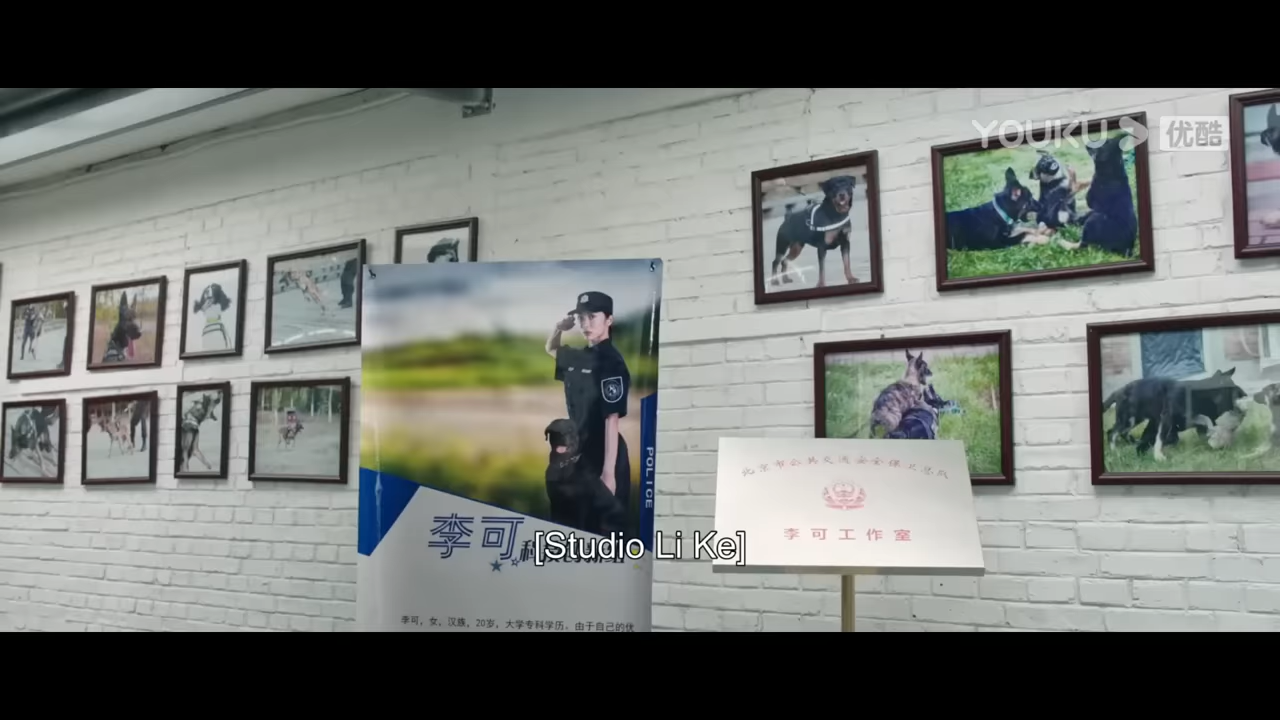 YOUKU 优酷
POLICE
北京市公共交通安全保卫总队
李可工作室
李可
[Studio Li Ke]
李可，女，汉族，20岁，大学专科学历。由于自己的优